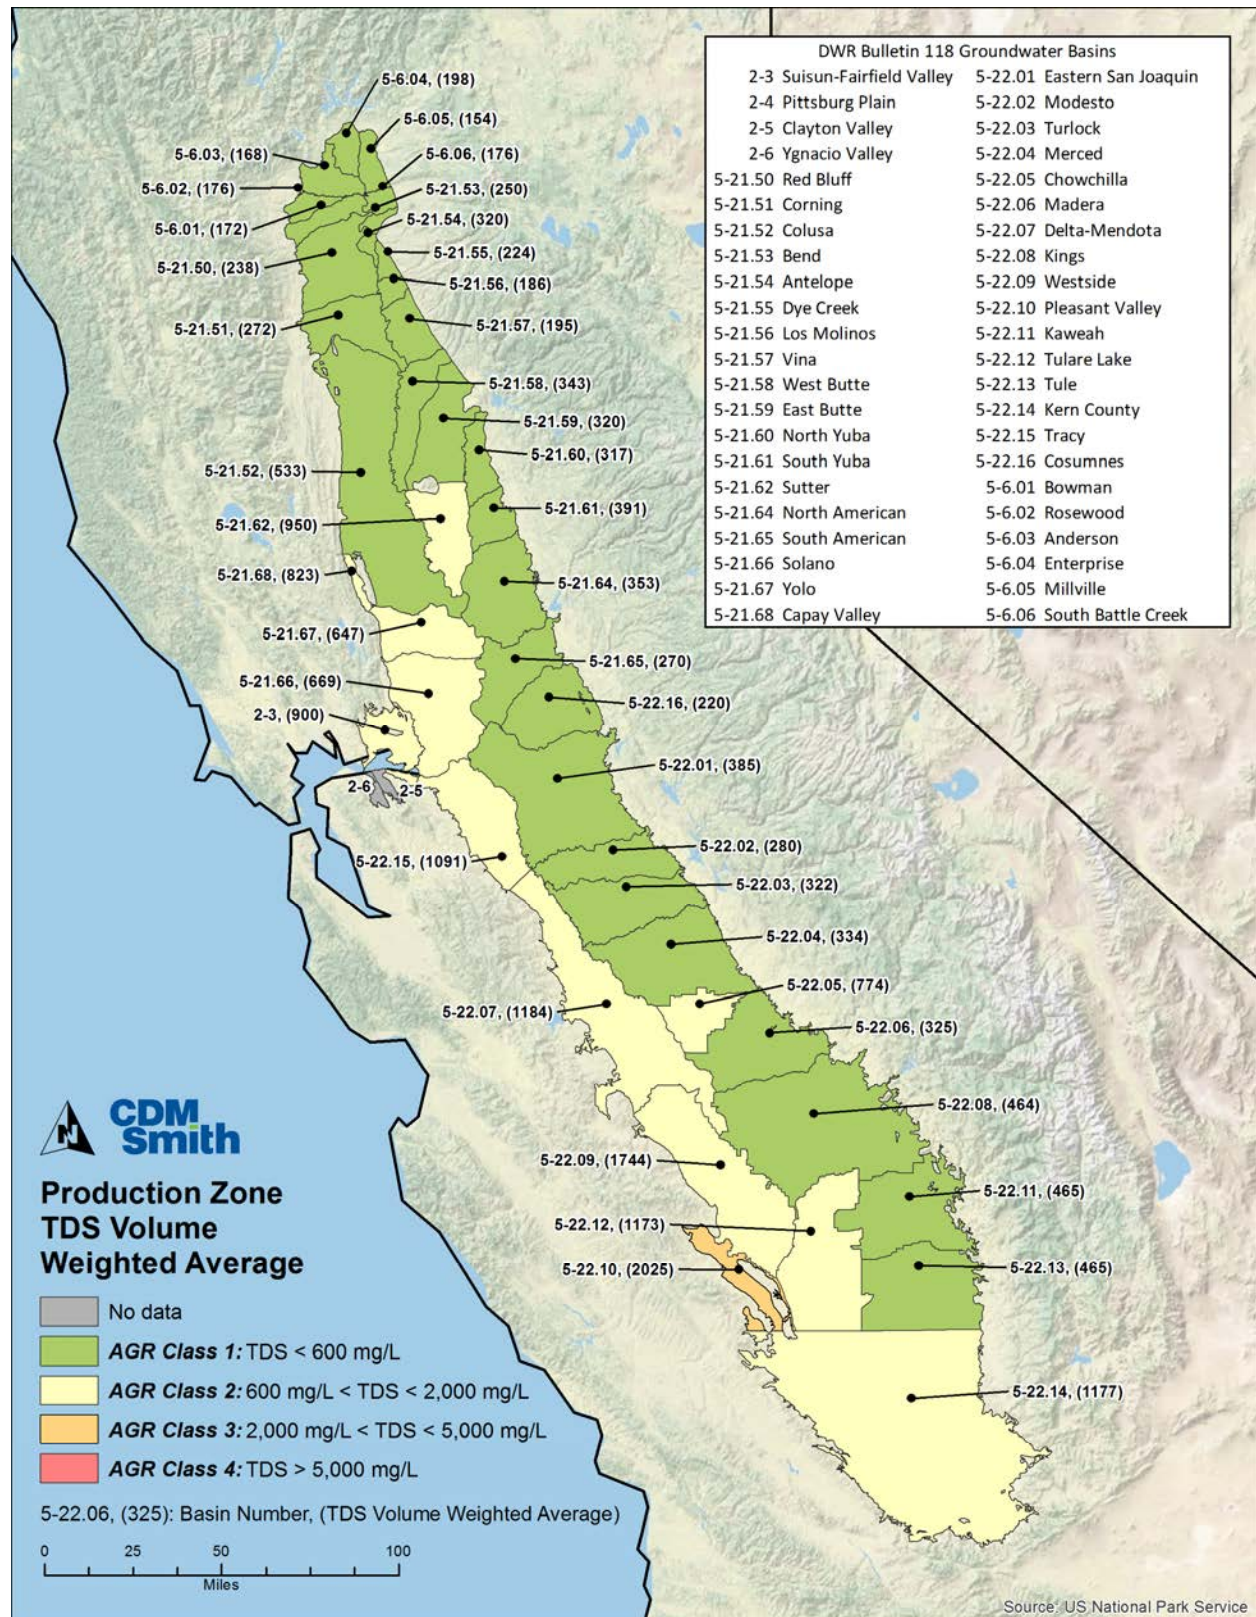 DWR Bulletin 118 Groundwater Basins
2-3 Suisun-Fairfield Valley 5-22.01 Eastern San Joaquin
2-4 Pittsburg Plain 5-22.02 Modesto
2-5 Clayton Valley 5-22.03 Turlock
2-6 Ygnacio Valley 5-22.04 Merced
5-21.50 Red Bluff 5-22.05 Chowchilla
5-21.51 Corning 5-22.06 Madera
5-21.52 Colusa 5-22.07 Delta-Mendota
5-21.53 Bend 5-22.08 Kings
5-21.54 Antelope 5-22.09 Westside
5-21.55 Dye Creek 5-22.10 Pleasant Valley
5-21.56 Los Molinos 5-22.11 Kaweah
5-21.57 Vina 5-22.12 Tulare Lake
5-21.58 West Butte 5-22.13 Tule
5-21.59 East Butte 5-22.14 Kern County
5-21.60 North Yuba 5-22.15 Tracy
5-21.61 South Yuba 5-22.16 Cosumnes
5-21.62 Sutter 5-6.01 Bowman
5-21.64 North American 5-6.02 Rosewood
5-21.65 South American 5-6.03 Anderson
5-21.66 Solano 5-6.04 Enterprise
5-21.67 Yolo 5-6.05 Millville
5-21.68 Capay Valley 5-6.06 South Battle Creek
5-6.04, (198)
5-6.05, (154)
5-6.03, (168)
5-6.06, (176)
5-6.02, (176)
5-21.53, (250)
5-21.54, (320)
5-6.01, (172)
5-21.55, (224)
5-21.50, (238)
5-21.56, (186)
5-21.51, (272)
5-21.57, (195)
5-21.58, (343)
5-21.59, (320)
5-21.60, (317)
5-21.52, (533)
5-21.61, (391)
5-21.62, (950)
5-21.68, (823)
5-21.64, (353)
5-21.67, (647)
5-21.65, (270)
5-21.66, (669)
5-22.16, (220)
2-3, (900)
5-22.01, (385)
2-6
2-5
5-22.02, (280)
5-22.15, (1091)
5-22.03, (322)
5-22.04, (334)
5-22.05, (774)
5-22.07, (1184)
5-22.06, (325)
5-22.08, (464)
5-22.09, (1744)
5-22.11, (465)
5-22.12, (1173)
5-22.10, (2025)
5-22.13, (465)
5-22.14, (1177)
N
CDM
Smith
Production Zone
TDS Volume
Weighted Average
No data
AGR Class 1: TDS < 600 mg/L
AGR Class 2: 600 mg/L < TDS < 2,000 mg/L
AGR Class 3: 2,000 mg/L < TDS < 5,000 mg/L
AGR Class 4: TDS > 5,000 mg/L
5-22.06, (325): Basin Number, (TDS Volume Weighted Average)
0 25 50 100
Miles
Source: US National Park Service